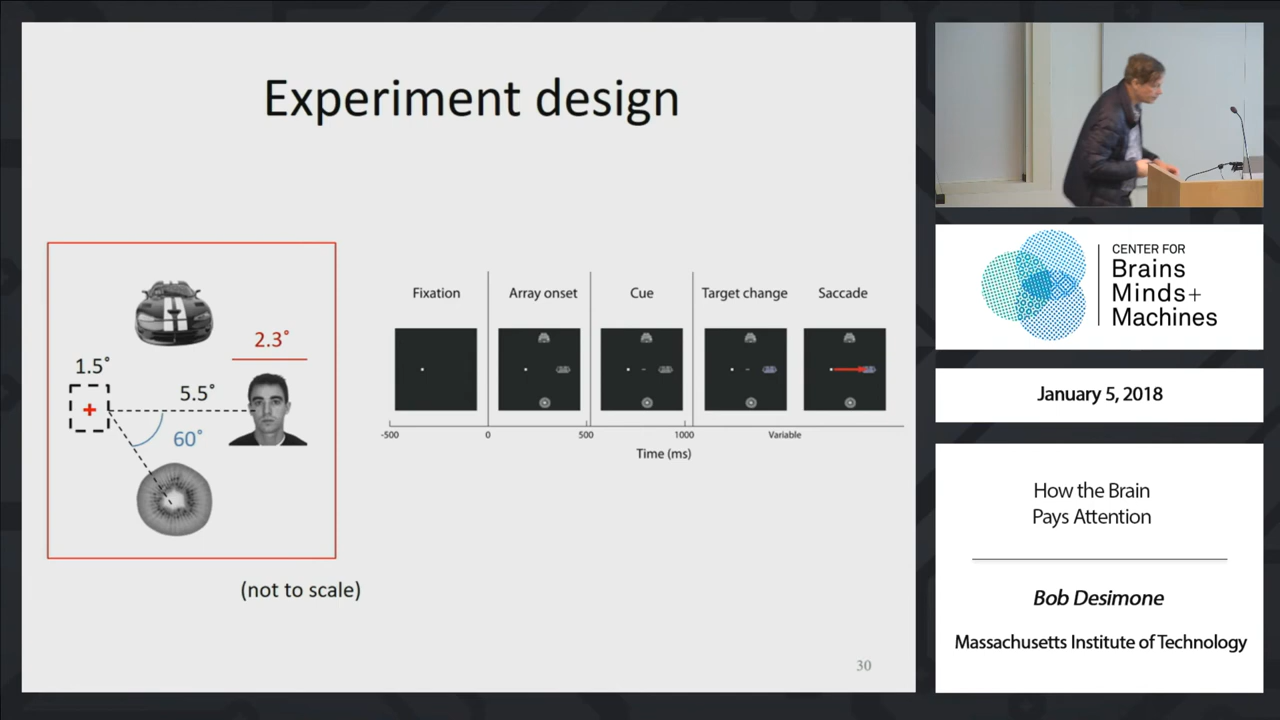 Experiment design
2.3°
1.5°
5.5°
60°
(not to scale)
Fixation
Array onset
Cue
Target change
Saccade
-500
0
500
1000
Variable
Time (ms)
30
CENTER FOR
Brains
Minds+
Machines
January 5, 2018
How the Brain
Pays Attention
Bob Desimone
Massachusetts Institute of Technology